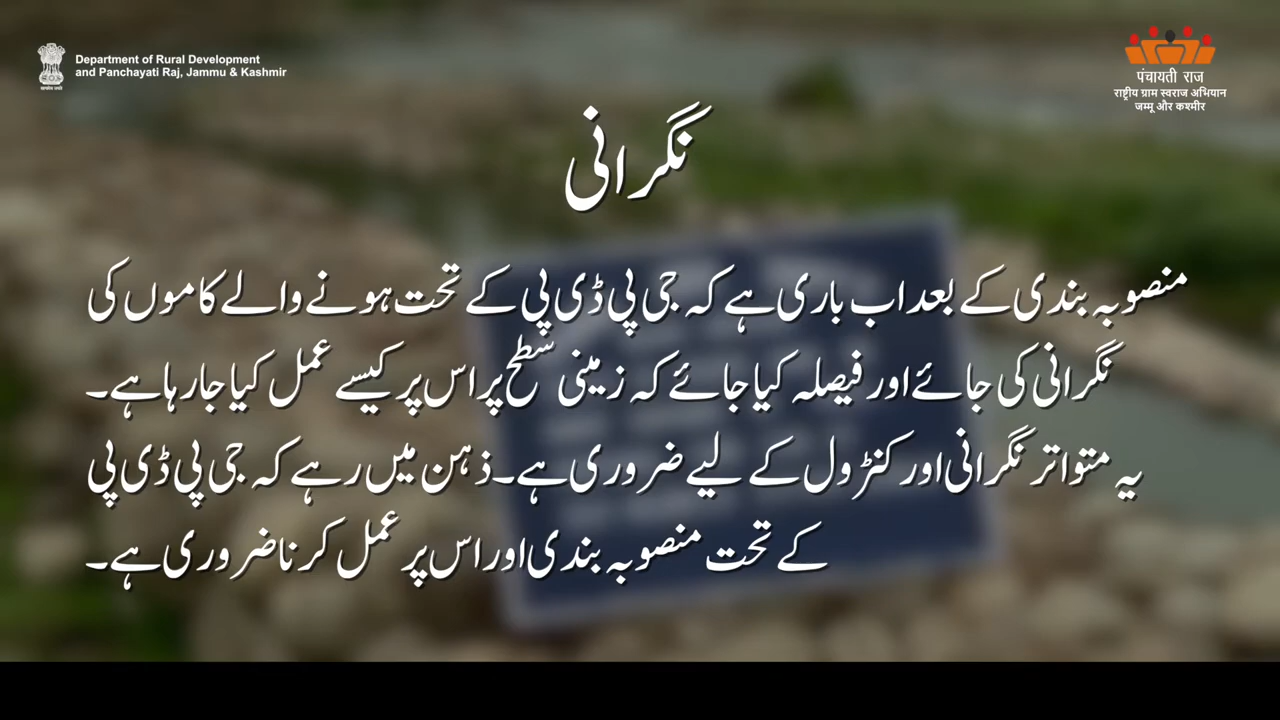 Department of Rural Development
and Panchayati Raj, Jammu & Kashmir
पंचायती राज
राष्ट्रीय ग्राम स्वराज अभियान
जम्मू और कश्मीर
نگرانی
منصوبہ بندی کے بعد اب باری ہے کہ جی پی ڈی پی کے تحت ہونے والے کاموں کی
نگرانی کی جائے اور فیصلہ کیا جائے کہ زمینی سطح پر اس پر کیسے عمل کیا جارہا ہے۔
یہ متواتر نگرانی اور کنٹرول کے لیے ضروری ہے۔ ذہن میں رہے کہ جی پی ڈی پی
کے تحت منصوبہ بندی اور اس پر عمل کرنا ضروری ہے۔